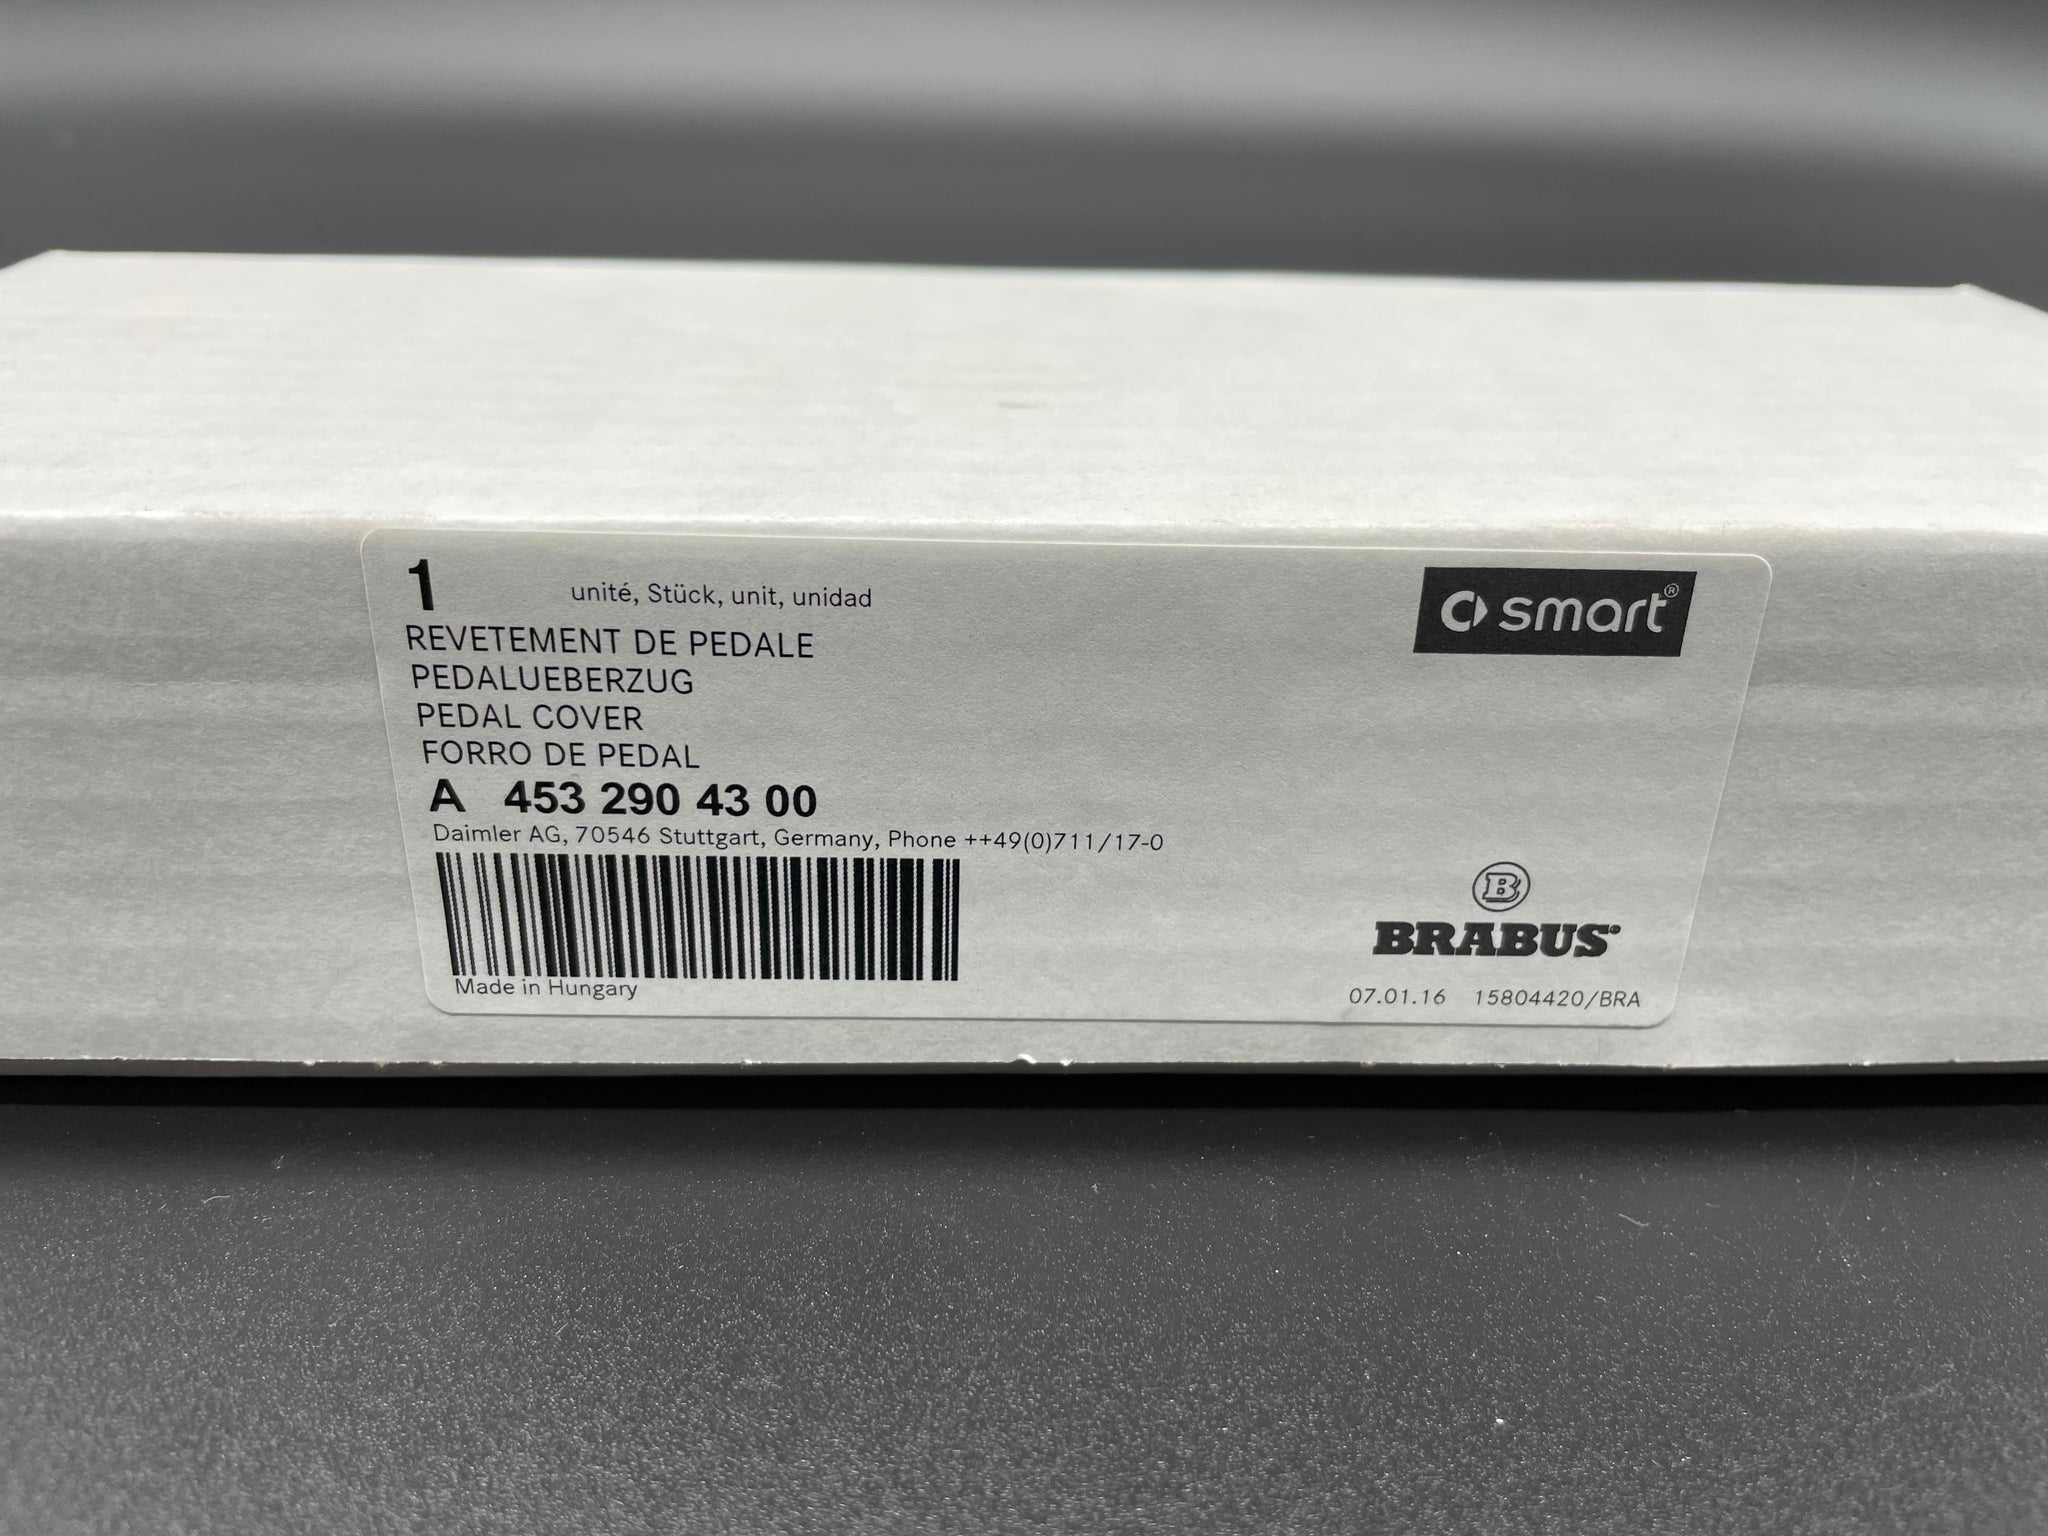 1 unité, Stück, unit, unidad
smart®
REVETEMENT DE PEDALE
PEDALUEBERZUG
PEDAL COVER
FORRO DE PEDAL
A 453 290 43 00
Daimler AG, 70546 Stuttgart, Germany, Phone ++49(0)711/17-0
Made in Hungary
B
BRABUS®
07.01.16 15804420/BRA